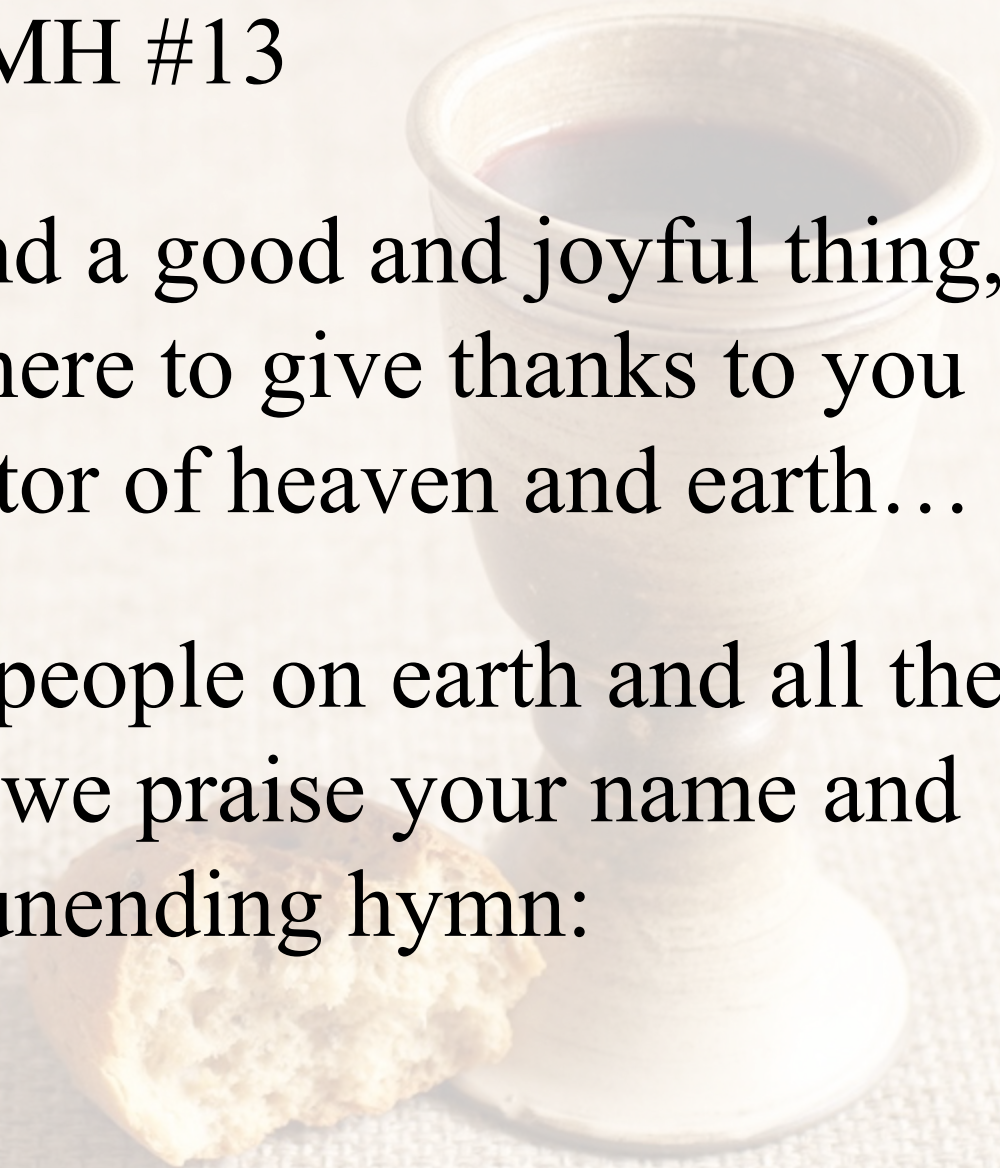 MH #13
nd a good and joyful thing,
here to give thanks to you
tor of heaven and earth…
people on earth and all the
we praise your name and
unending hymn: